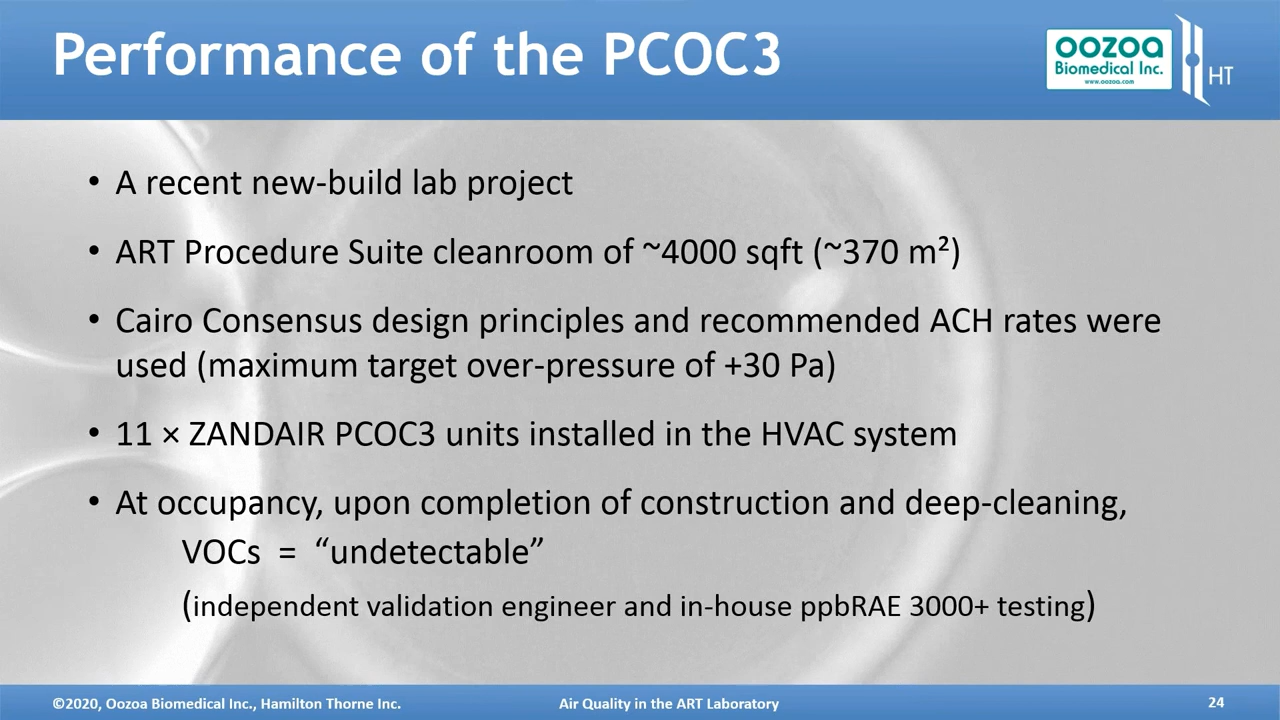 Performance of the PCOC3
oozoa
Biomedical Inc.
www.oozoa.com
HT
• A recent new-build lab project
• ART Procedure Suite cleanroom of ~4000 sqft (~370 m²)
• Cairo Consensus design principles and recommended ACH rates were
used (maximum target over-pressure of +30 Pa)
• 11 × ZANDAIR PCOC3 units installed in the HVAC system
• At occupancy, upon completion of construction and deep-cleaning,
VOCs = “undetectable”
(independent validation engineer and in-house ppbRAE 3000+ testing)
©2020, Oozoa Biomedical Inc., Hamilton Thorne Inc.
Air Quality in the ART Laboratory
24